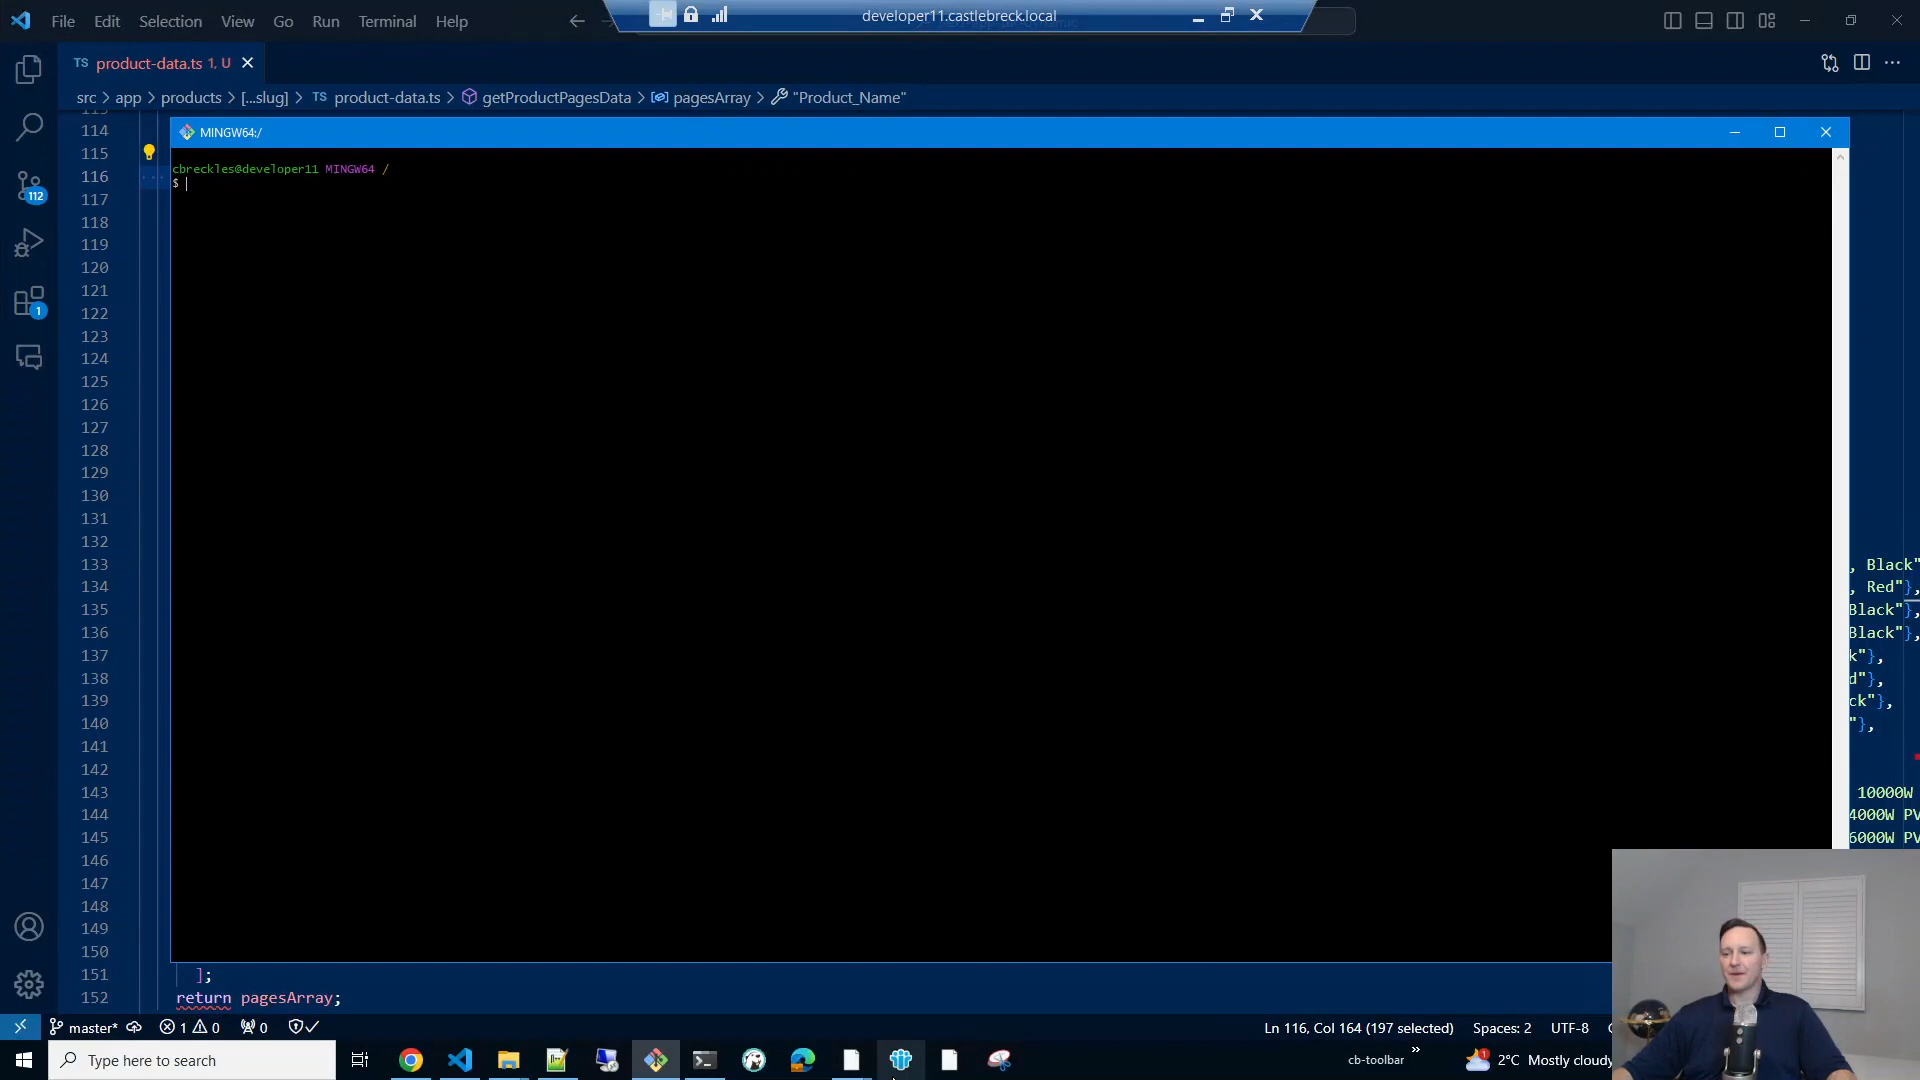 File Edit Selection View Go Run Terminal Help
developer11.castlebreck.local
TS product-data.ts 1, U
src > app > products > [...slug] > TS product-data.ts > getProductPagesData > pagesArray > "Product_Name"
MINGW64:/
cbreckles@developer11 MINGW64 /
$
114
115
116
117
118
119
120
121
122
123
124
125
126
127
128
129
130
131
132
133 , Black"
134 , Red"},
135 Black"},
136 Black"},
137 k"},
138 d"},
139 ck"},
140 "},
141
142
143 10000W
144 4000W PV
145 6000W PV
146
147
148
149
150
151 ];
152 return pagesArray;
112
1
master* 1 0 0
Ln 116, Col 164 (197 selected) Spaces: 2 UTF-8
Type here to search
cb-toolbar
1
2°C Mostly cloudy